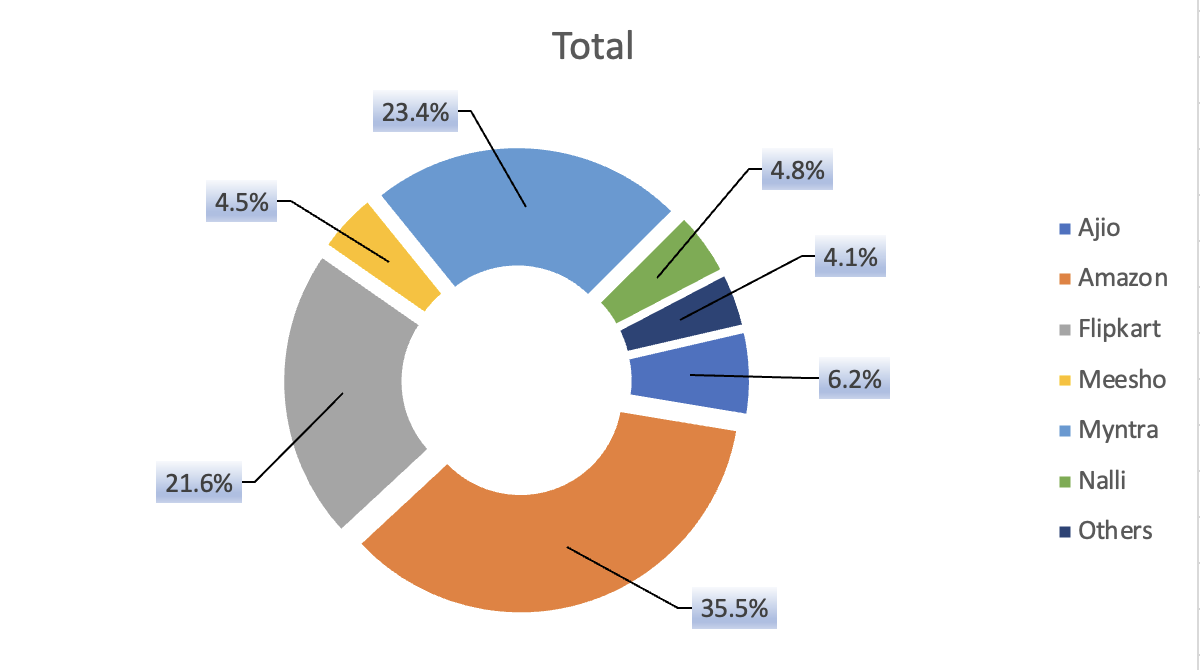 Total
23.4%
4.8%
4.5%
4.1%
6.2%
21.6%
35.5%
Ajio
Amazon
Flipkart
Meesho
Myntra
Nalli
Others